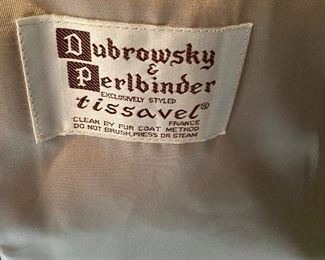 Dubrowsky
&
Perlbinder
EXCLUSIVELY STYLED
tissavel®
FRANCE
CLEAN BY FUR COAT METHOD
DO NOT BRUSH, PRESS OR STEAM